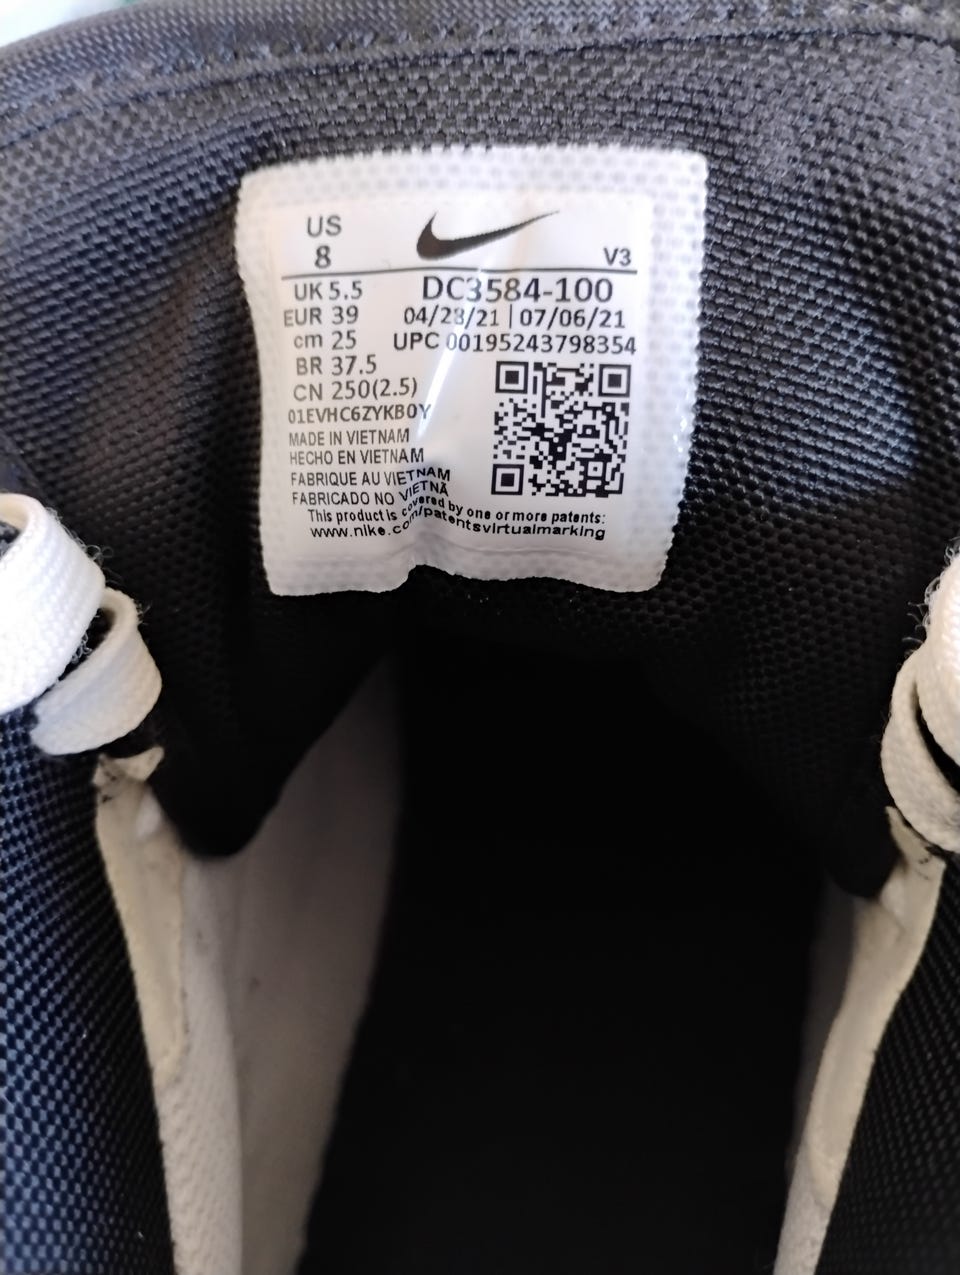 US
8
V3
UK 5.5
DC3584-100
EUR 39
04/28/21 | 07/06/21
cm 25
UPC 00195243798354
BR 37.5
CN 250(2.5)
01EVHC6ZYKB0Y
MADE IN VIETNAM
HECHO EN VIETNAM
FABRIQUE AU VIETNAM
FABRICADO NO VIETNÃ
This product is covered by one or more patents:
www.nike.com/patentsvirtualmarking